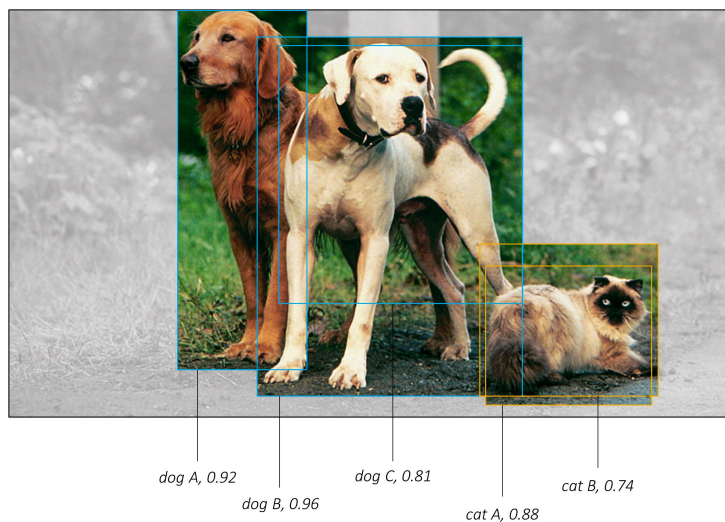 dog A, 0.92
dog B, 0.96
dog C, 0.81
cat A, 0.88
cat B, 0.74